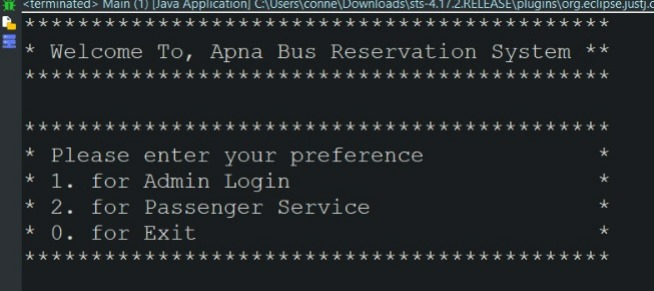 <terminated> Main (1) [Java Application] C:\Users\conne\Downloads\sts-4.17.2.RELEASE\plugins\org.eclipse.justj.o
********************************************
* Welcome To, Apna Bus Reservation System **
********************************************
********************************************
* Please enter your preference *
* 1. for Admin Login *
* 2. for Passenger Service *
* 0. for Exit *
********************************************